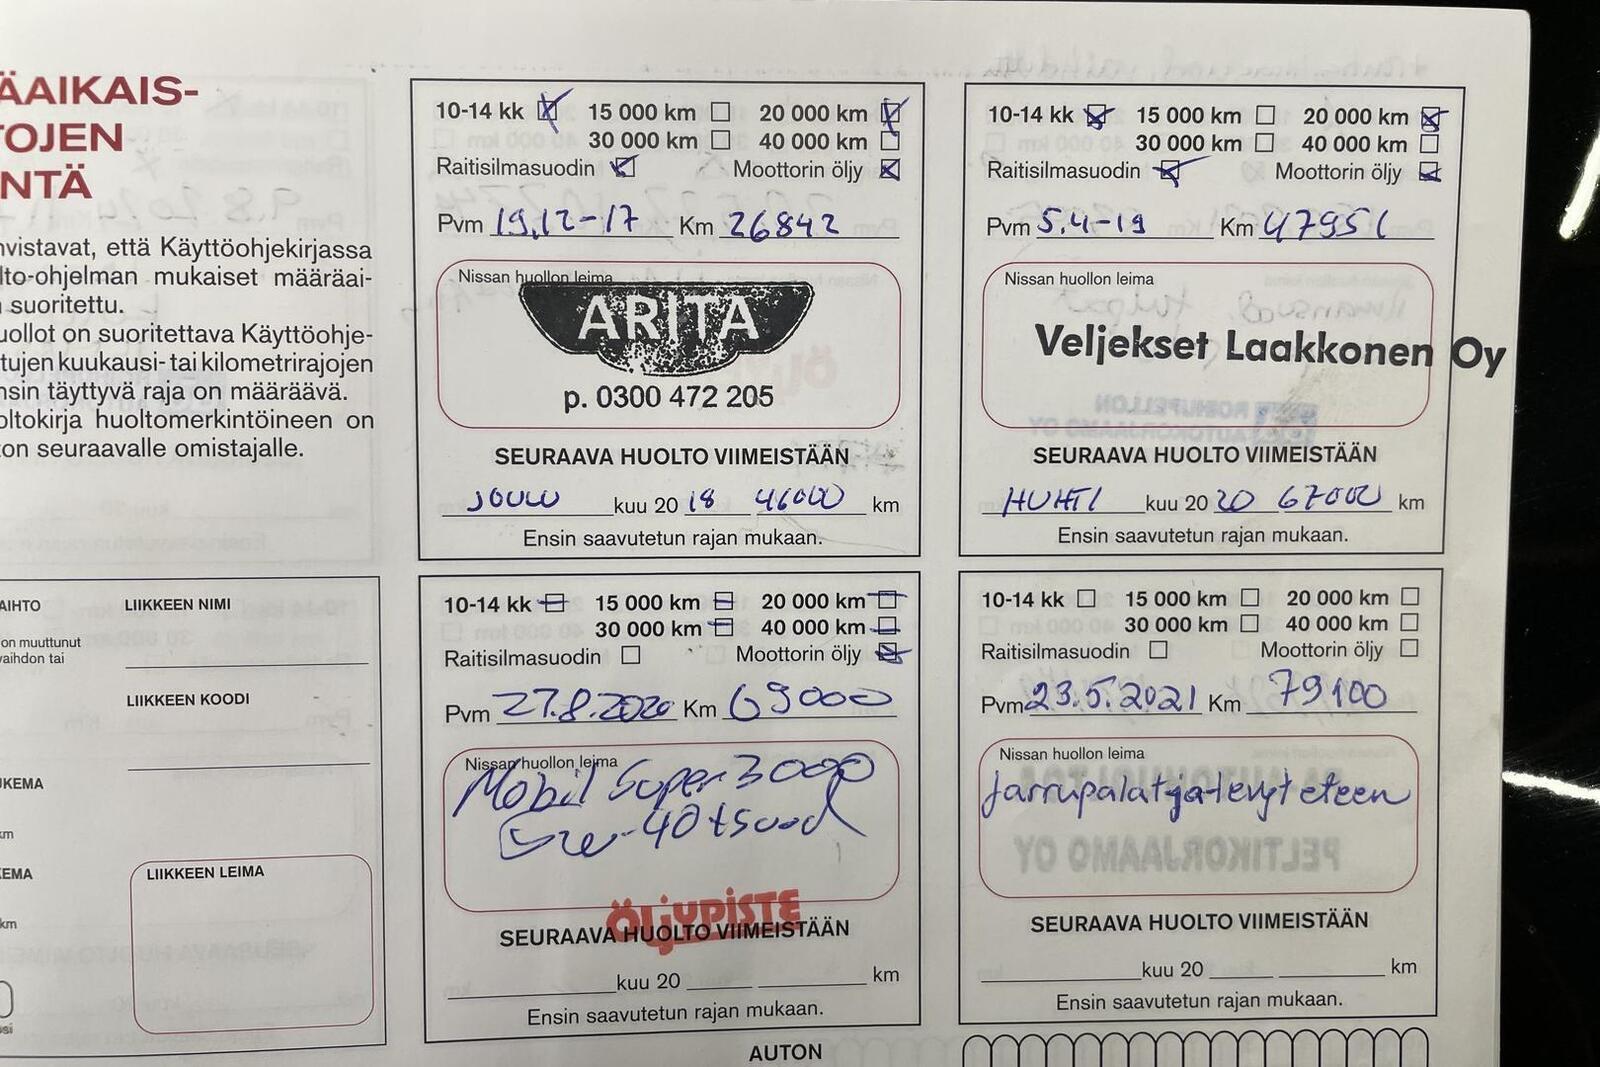 ÄAIKAIS-
TOJEN
NTÄ
nvistavat, että Käyttöohjekirjassa
lto-ohjelman mukaiset määräai-
suoritettu.
uollot on suoritettava Käyttöohje-
tujen kuukausi- tai kilometrirajojen
nsin täyttyvä raja on määräävä.
oltokirja huoltomerkintöineen on
on seuraavalle omistajalle.
10-14 kk 15 000 km 20 000 km
30 000 km 40 000 km
Raitisilmasuodin Moottorin öljy
Pvm 19.12-17 Km 26842
Nissan huollon leima
ARITA
p. 0300 472 205
SEURAAVA HUOLTO VIIMEISTÄÄN
JOULU kuu 20 18 46000 km
Ensin saavutetun rajan mukaan.
10-14 kk 15 000 km 20 000 km
30 000 km 40 000 km
Raitisilmasuodin Moottorin öljy
Pvm 5.4-19 Km 47951
Nissan huollon leima
Veljekset Laakkonen Oy
SEURAAVA HUOLTO VIIMEISTÄÄN
HUHTI kuu 20 20 67000 km
Ensin saavutetun rajan mukaan.
AIHTO LIIKKEEN NIMI
on muuttunut
vaihdon tai
LIIKKEEN KOODI
UKEMA
km
KEMA
km
LIIKKEEN LEIMA
10-14 kk 15 000 km 20 000 km
30 000 km 40 000 km
Raitisilmasuodin Moottorin öljy
Pvm 27.8.2020 Km 69000
Nissan huollon leima
Mobil Super 3000
5w-40 +suod
ÖLJYPISTE
SEURAAVA HUOLTO VIIMEISTÄÄN
kuu 20 km
Ensin saavutetun rajan mukaan.
10-14 kk 15 000 km 20 000 km
30 000 km 40 000 km
Raitisilmasuodin Moottorin öljy
Pvm 23.5.2021 Km 79100
Nissan huollon leima
Jarrupalat ja levyt eteen
SEURAAVA HUOLTO VIIMEISTÄÄN
kuu 20 km
Ensin saavutetun rajan mukaan.
AUTON